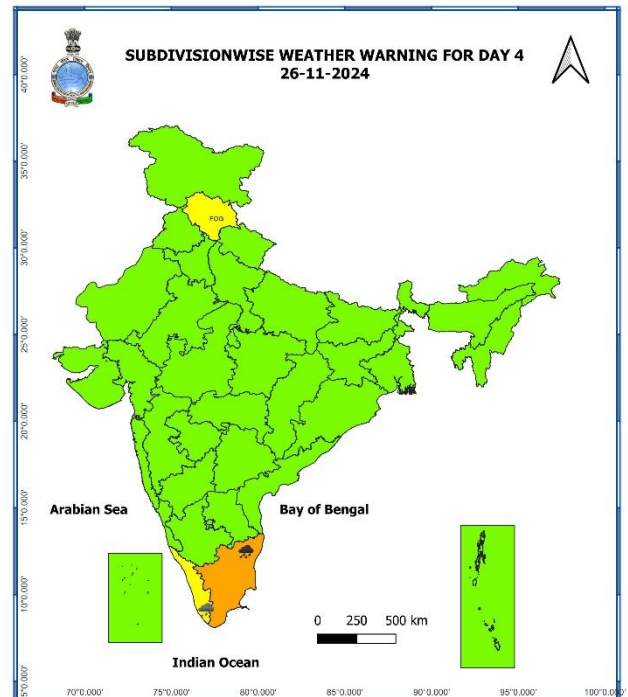 SUBDIVISIONWISE WEATHER WARNING FOR DAY 4
26-11-2024
40°0.000'
35°0.000'
30°0.000'
25°0.000'
20°0.000'
15°0.000'
10°0.000'
5°0.000'
FOG
Arabian Sea
Bay of Bengal
0 250 500 km
Indian Ocean
70°0.000' 75°0.000' 80°0.000' 85°0.000' 90°0.000' 95°0.000' 100°0.000'